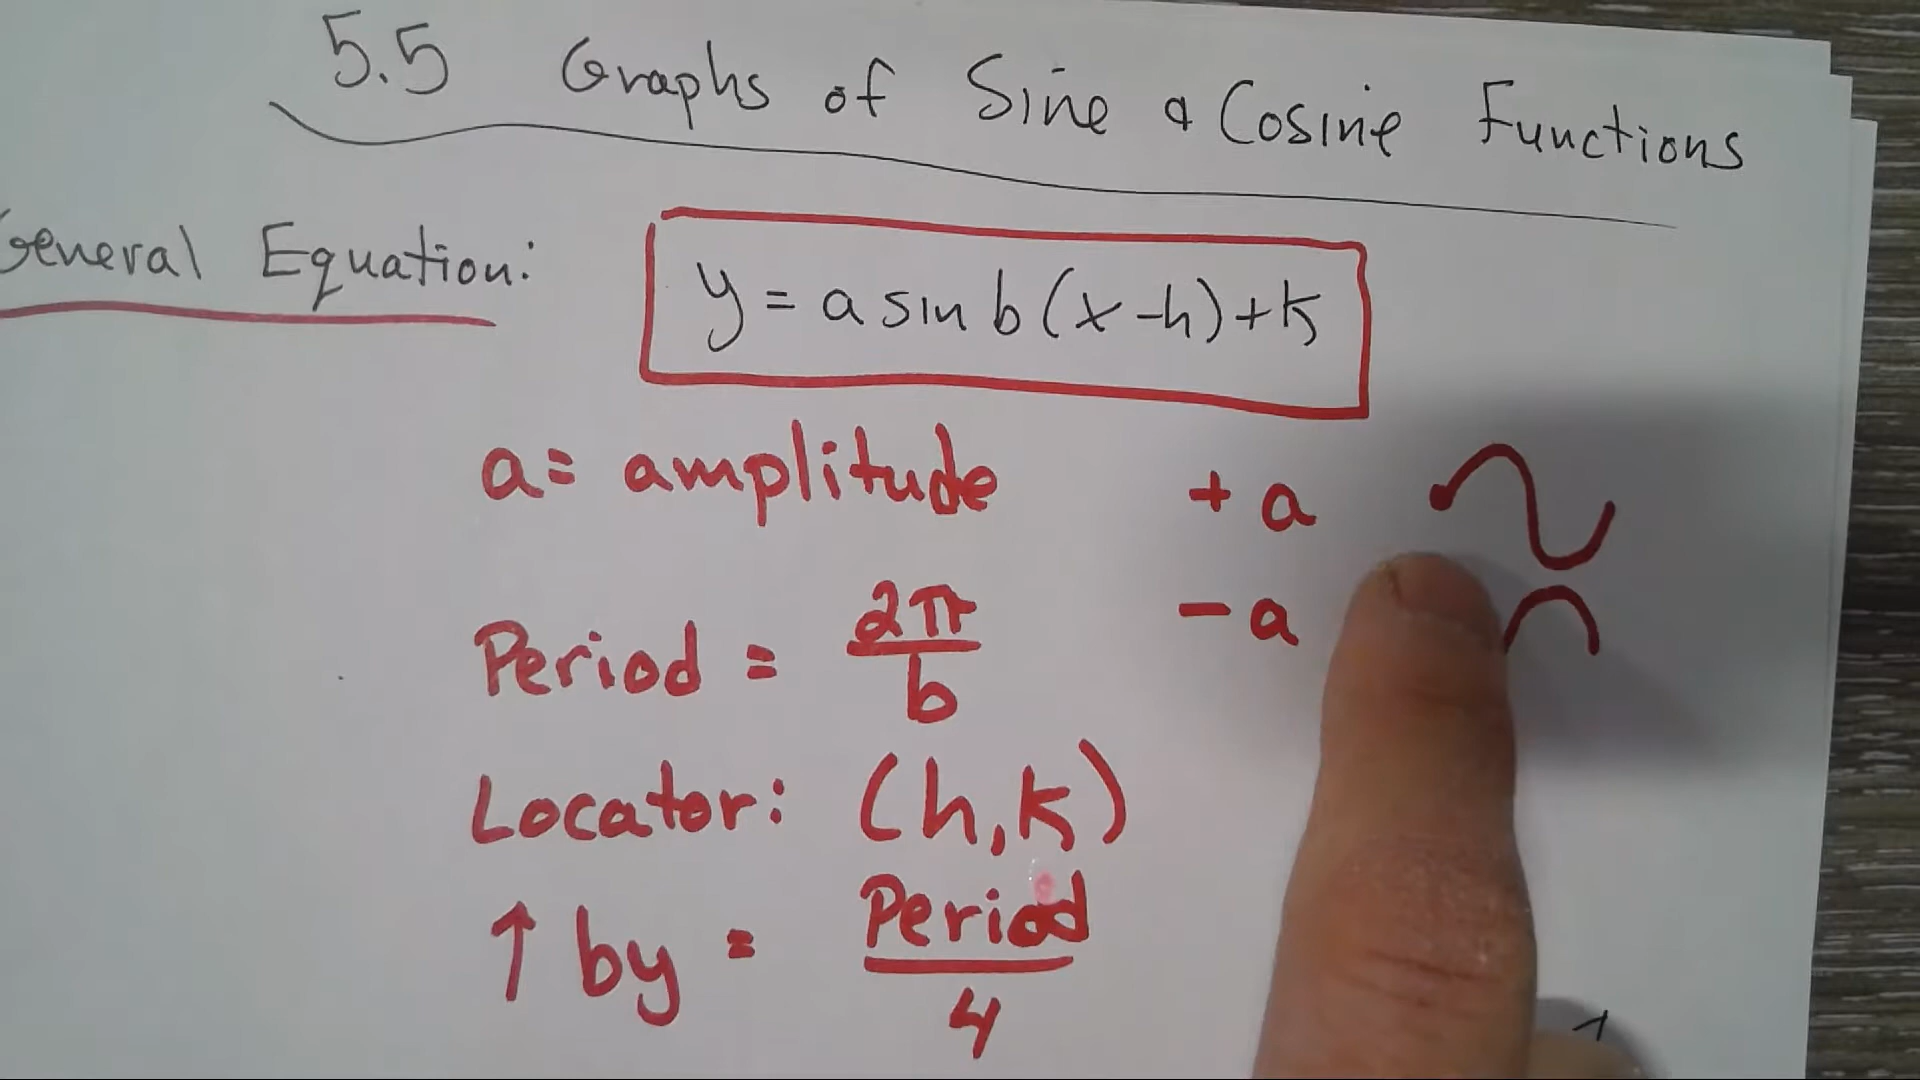 5.5 Graphs of Sine & Cosine Functions
General Equation: y = a sin b (x - h) + k
a = amplitude + a
Period = 2π/b - a
Locator: (h, k)
↑ by = Period/4